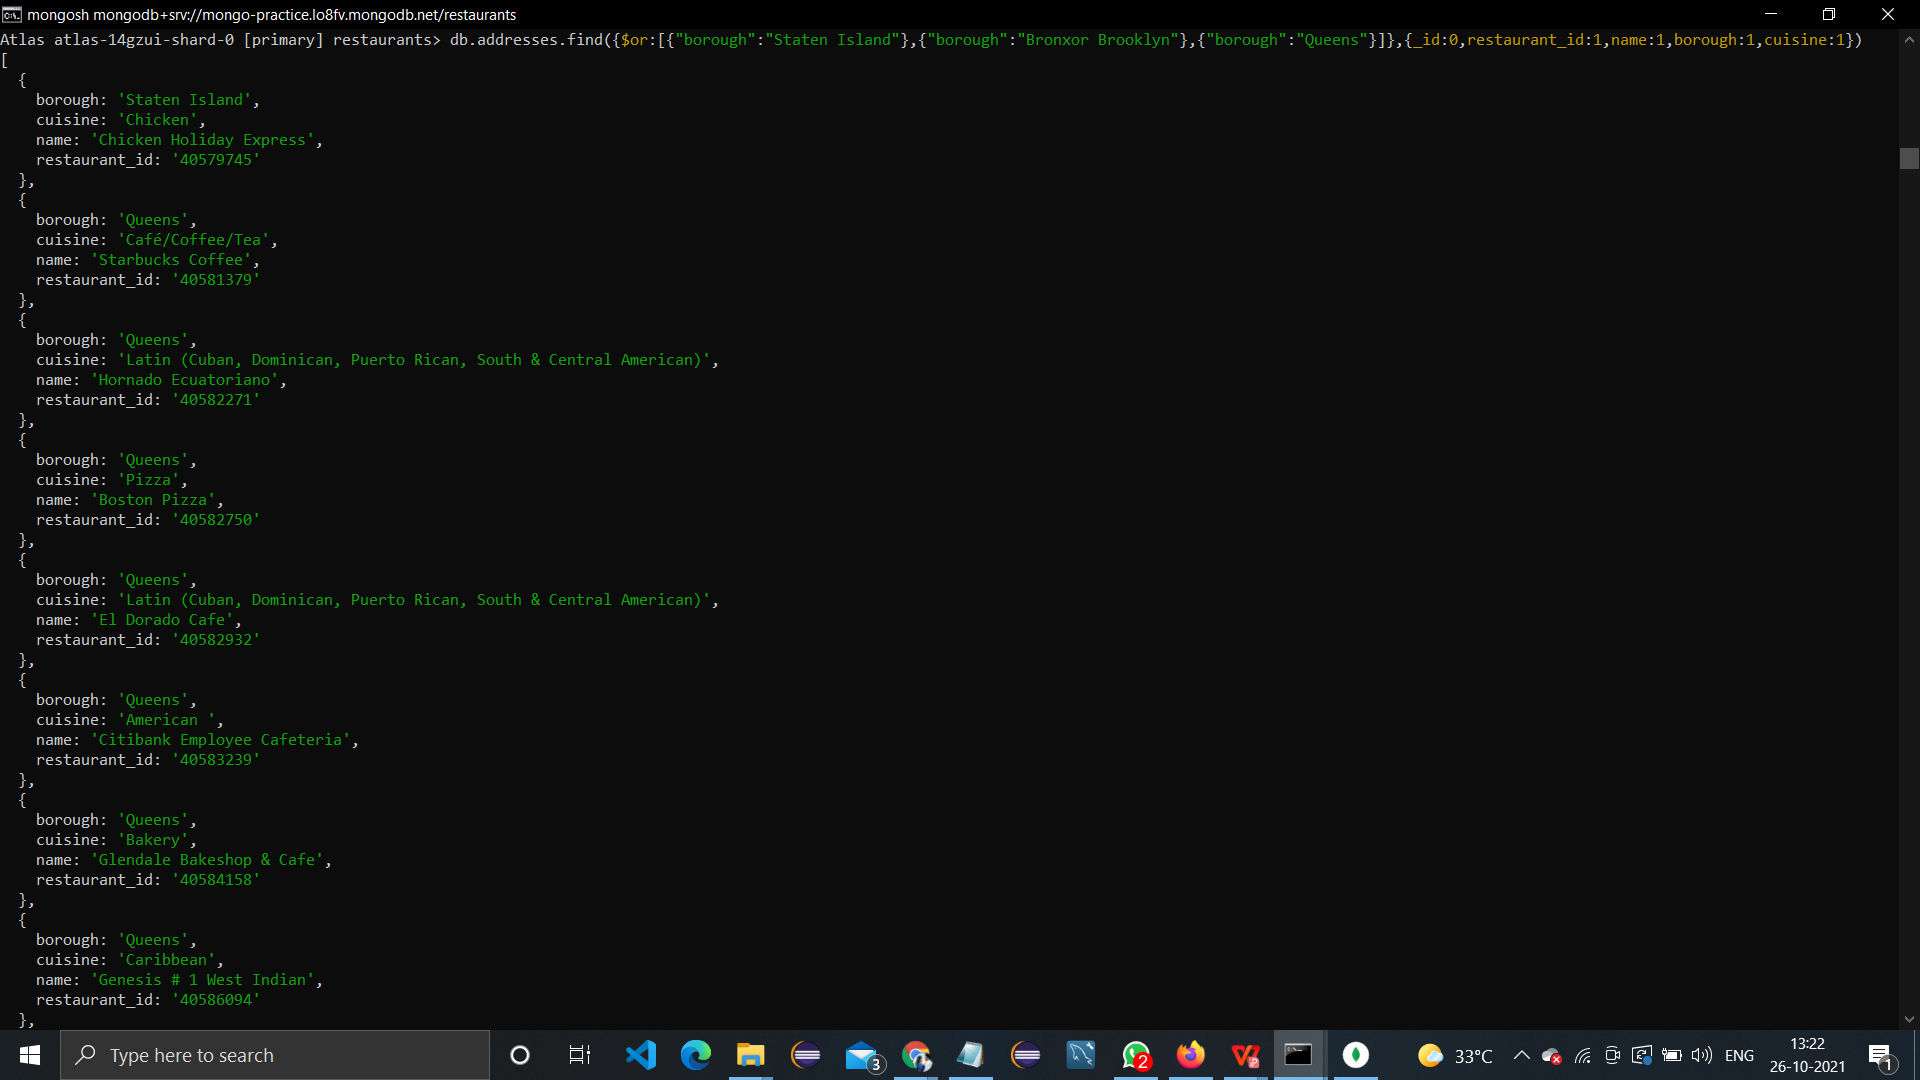 mongosh mongodb+srv://mongo-practice.lo8fv.mongodb.net/restaurants
Atlas atlas-14gzui-shard-0 [primary] restaurants> db.addresses.find({$or:[{"borough":"Staten Island"},{"borough":"Bronxor Brooklyn"},{"borough":"Queens"}]},{_id:0,restaurant_id:1,name:1,borough:1,cuisine:1})
[
  {
    borough: 'Staten Island',
    cuisine: 'Chicken',
    name: 'Chicken Holiday Express',
    restaurant_id: '40579745'
  },
  {
    borough: 'Queens',
    cuisine: 'Café/Coffee/Tea',
    name: 'Starbucks Coffee',
    restaurant_id: '40581379'
  },
  {
    borough: 'Queens',
    cuisine: 'Latin (Cuban, Dominican, Puerto Rican, South & Central American)',
    name: 'Hornado Ecuatoriano',
    restaurant_id: '40582271'
  },
  {
    borough: 'Queens',
    cuisine: 'Pizza',
    name: 'Boston Pizza',
    restaurant_id: '40582750'
  },
  {
    borough: 'Queens',
    cuisine: 'Latin (Cuban, Dominican, Puerto Rican, South & Central American)',
    name: 'El Dorado Cafe',
    restaurant_id: '40582932'
  },
  {
    borough: 'Queens',
    cuisine: 'American ',
    name: 'Citibank Employee Cafeteria',
    restaurant_id: '40583239'
  },
  {
    borough: 'Queens',
    cuisine: 'Bakery',
    name: 'Glendale Bakeshop & Cafe',
    restaurant_id: '40584158'
  },
  {
    borough: 'Queens',
    cuisine: 'Caribbean',
    name: 'Genesis # 1 West Indian',
    restaurant_id: '40586094'
  },
Type here to search
3
2
33°C
ENG
13:22
26-10-2021
1